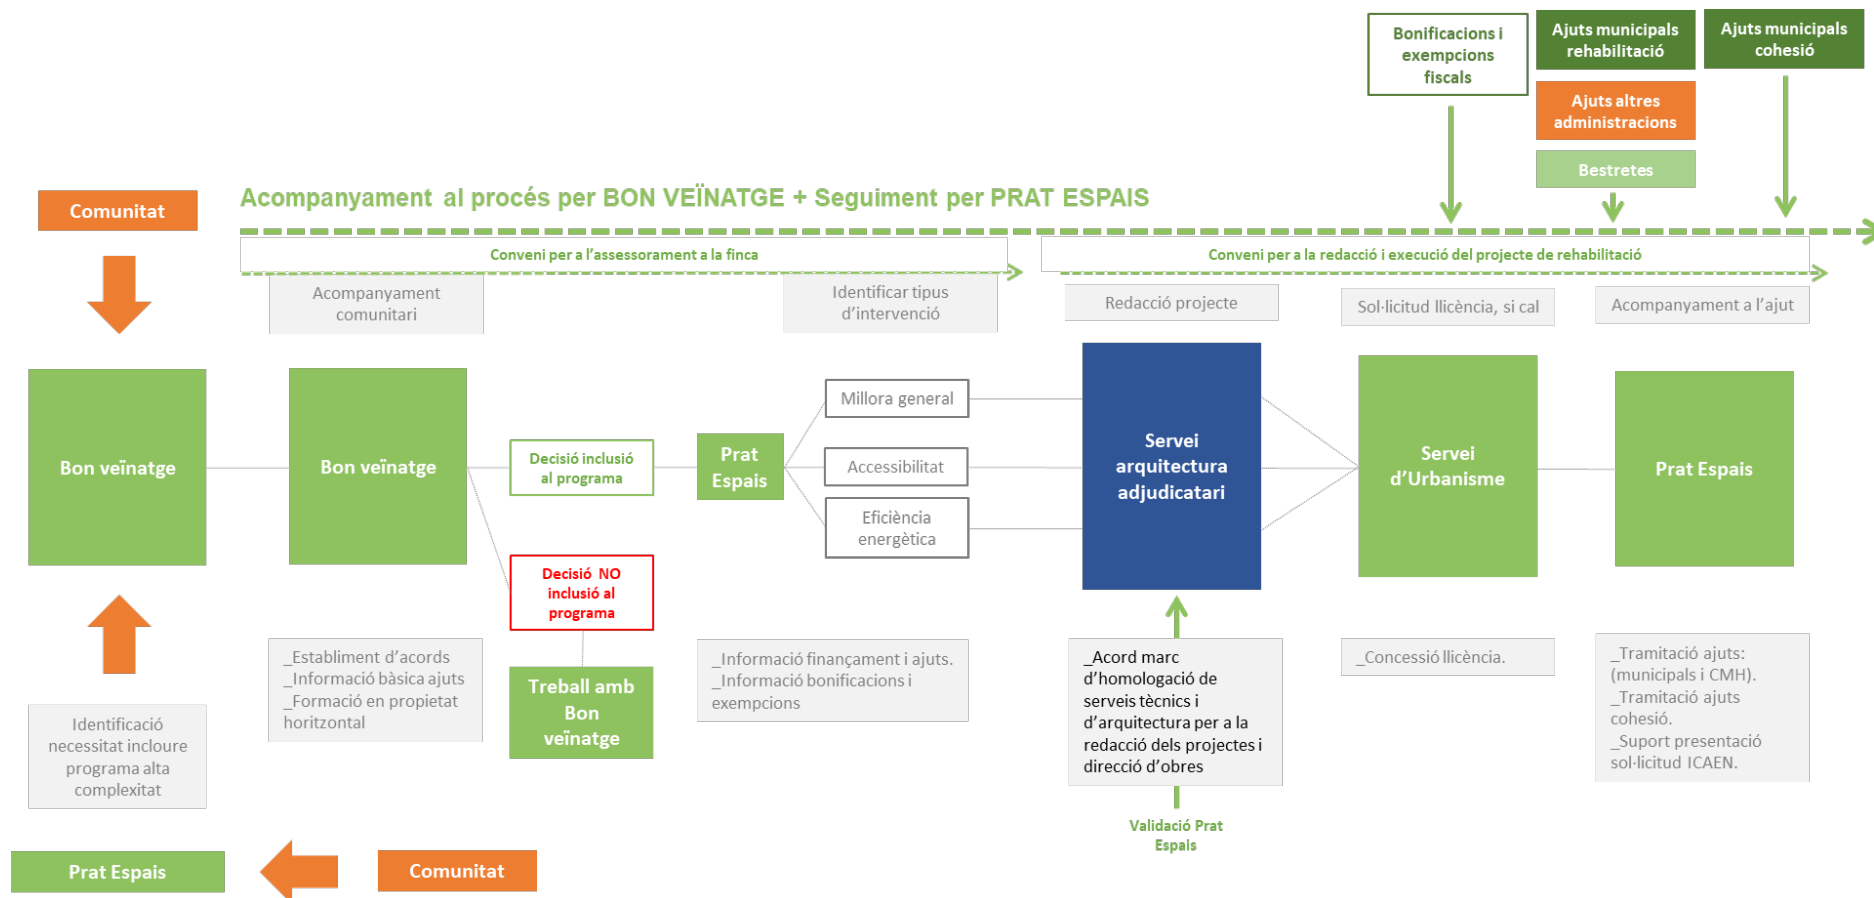 Bonificacions i
exempcions
fiscals
Ajuts municipals
rehabilitació
Ajuts municipals
cohesió
Ajuts altres
administracions
Bestretes
Comunitat
Acompanyament al procés per BON VEÏNATGE + Seguiment per PRAT ESPAIS
Conveni per a l'assessorament a la finca
Conveni per a la redacció i execució del projecte de rehabilitació
Acompanyament
comunitari
Identificar tipus
d'intervenció
Redacció projecte
Sol·licitud llicència, si cal
Acompanyament a l'ajut
Bon veïnatge
Bon veïnatge
Decisió inclusió
al programa
Decisió NO
inclusió al
programa
Treball amb
Bon
veïnatge
Prat
Espais
Millora general
Accessibilitat
Eficiència
energètica
Servei
arquitectura
adjudicatari
Servei
d'Urbanisme
Prat Espais
Identificació
necessitat incloure
programa alta
complexitat
_Establiment d'acords
_Informació bàsica ajuts
_Formació en propietat
horitzontal
_Informació finançament i ajuts.
_Informació bonificacions i
exempcions
_Acord marc
d'homologació de
serveis tècnics i
d'arquitectura per a la
redacció dels projectes i
direcció d'obres
Validació Prat
Espais
_Concessió llicència.
_Tramitació ajuts:
(municipals i CMH).
_Tramitació ajuts
cohesió.
_Suport presentació
sol·licitud ICAEN.
Prat Espais
Comunitat